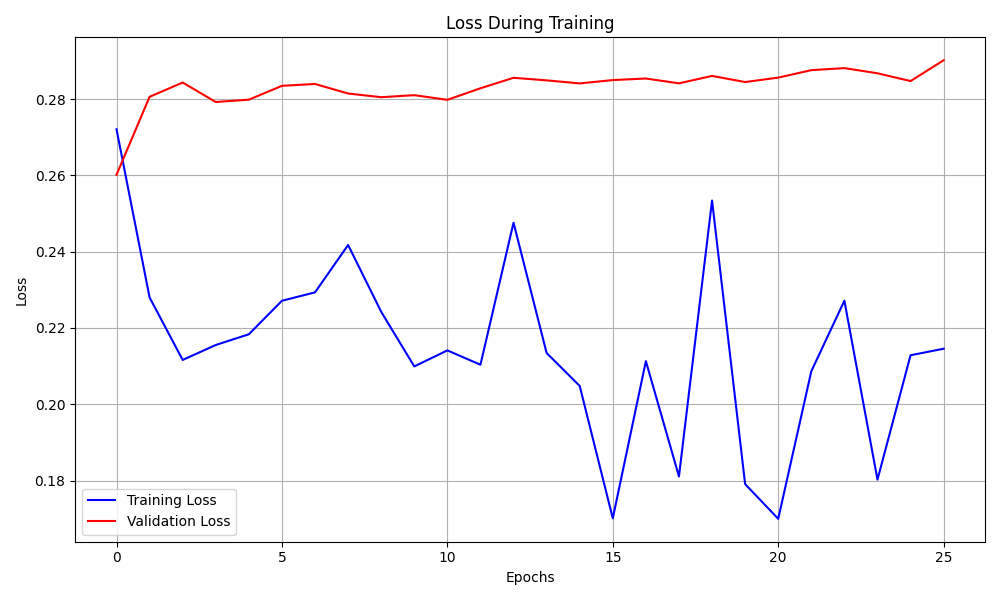 Loss During Training
Loss
0.28
0.26
0.24
0.22
0.20
0.18
Training Loss
Validation Loss
0 5 10 15 20 25
Epochs